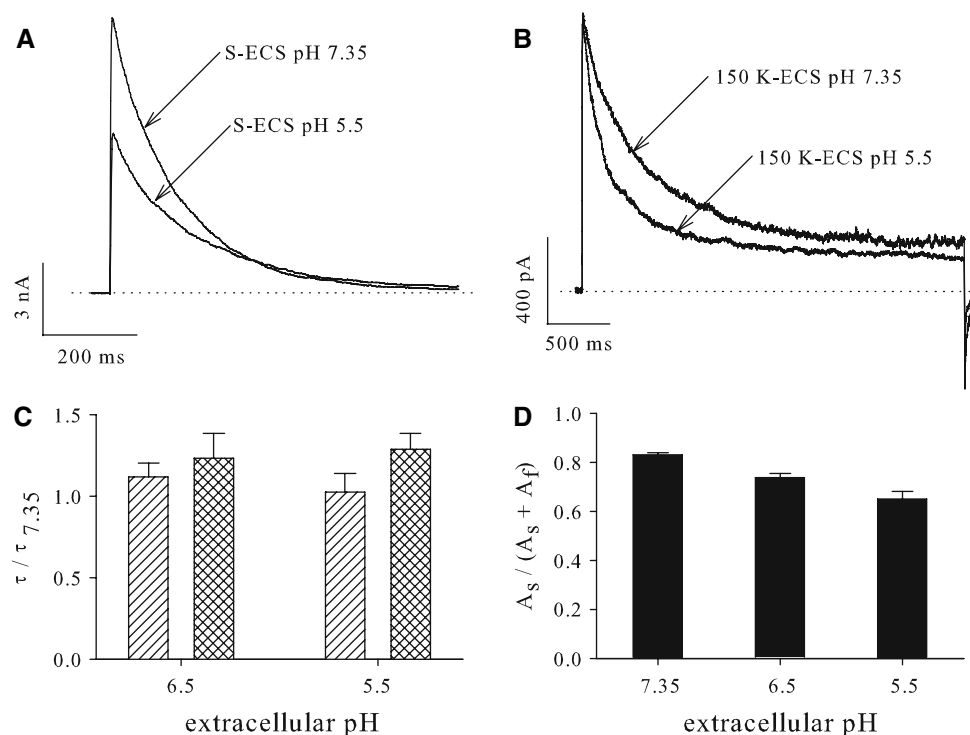 A
S-ECS pH 7.35
S-ECS pH 5.5
3 nA
200 ms
B
150 K-ECS pH 7.35
150 K-ECS pH 5.5
400 pA
500 ms
C
τ / τ 7.35
1.5
1.0
0.5
0.0
6.5
5.5
extracellular pH
D
A_s / (A_s + A_f)
1.0
0.8
0.6
0.4
0.2
0.0
7.35
6.5
5.5
extracellular pH